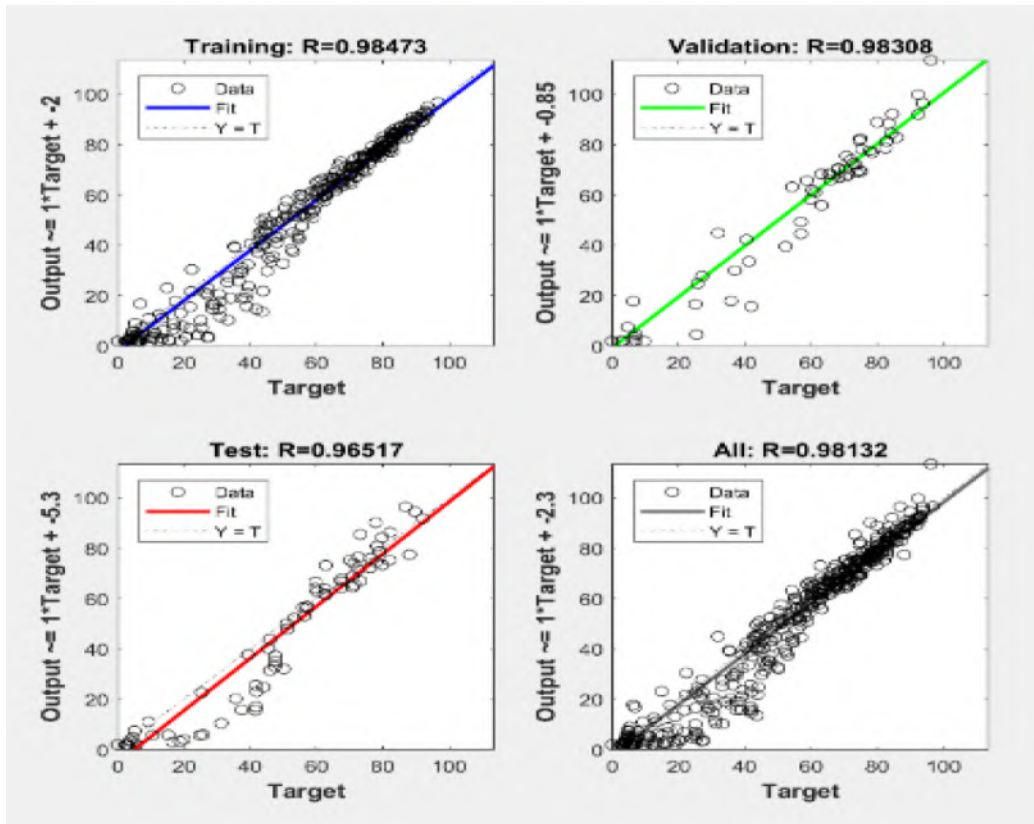 Training: R=0.98473
Output ~= 1*Target + -2
Data
Fit
Y = T
100
80
60
40
20
0
0 20 40 60 80 100
Target
Validation: R=0.98308
Output ~= 1*Target + -0.85
Data
Fit
Y = T
100
80
60
40
20
0
0 20 40 60 80 100
Target
Test: R=0.96517
Output ~= 1*Target + -5.3
Data
Fit
Y = T
100
80
60
40
20
0
0 20 40 60 80 100
Target
All: R=0.98132
Output ~= 1*Target + -2.3
Data
Fit
Y = T
100
80
60
40
20
0
0 20 40 60 80 100
Target